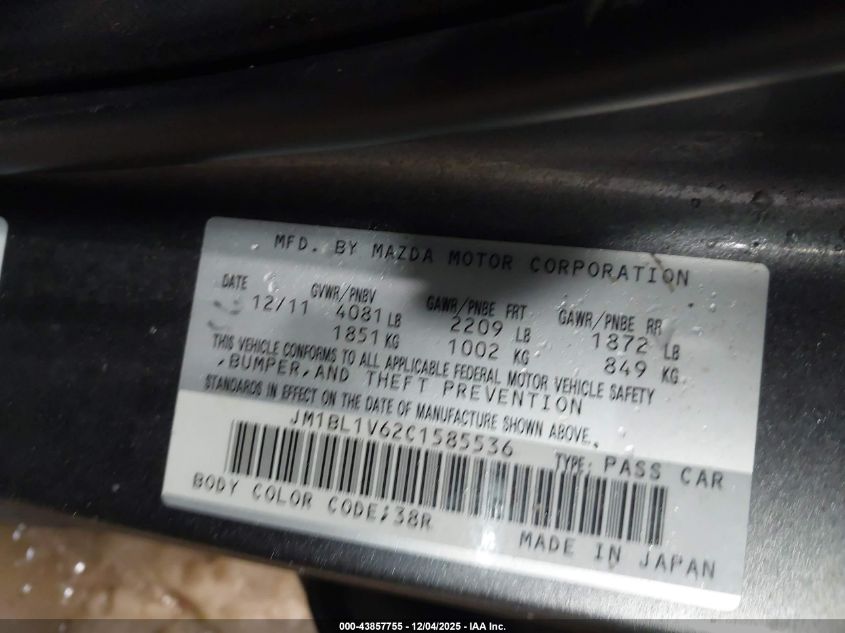 MFD. BY MAZDA MOTOR CORPORATION
DATE GVWR/PNBV GAWR/PNBE FRT GAWR/PNBE RR
12/11 4081 LB 2209 LB 1872 LB
1851 KG 1002 KG 849 KG
THIS VEHICLE CONFORMS TO ALL APPLICABLE FEDERAL MOTOR VEHICLE SAFETY
,BUMPER,AND THEFT PREVENTION
STANDARDS IN EFFECT ON THE DATE OF MANUFACTURE SHOWN ABOVE.
JM1BL1V62C1585536
TYPE: PASS CAR
BODY COLOR CODE:38R
MADE IN JAPAN
000-43857755 - 12/04/2025 - IAA Inc.